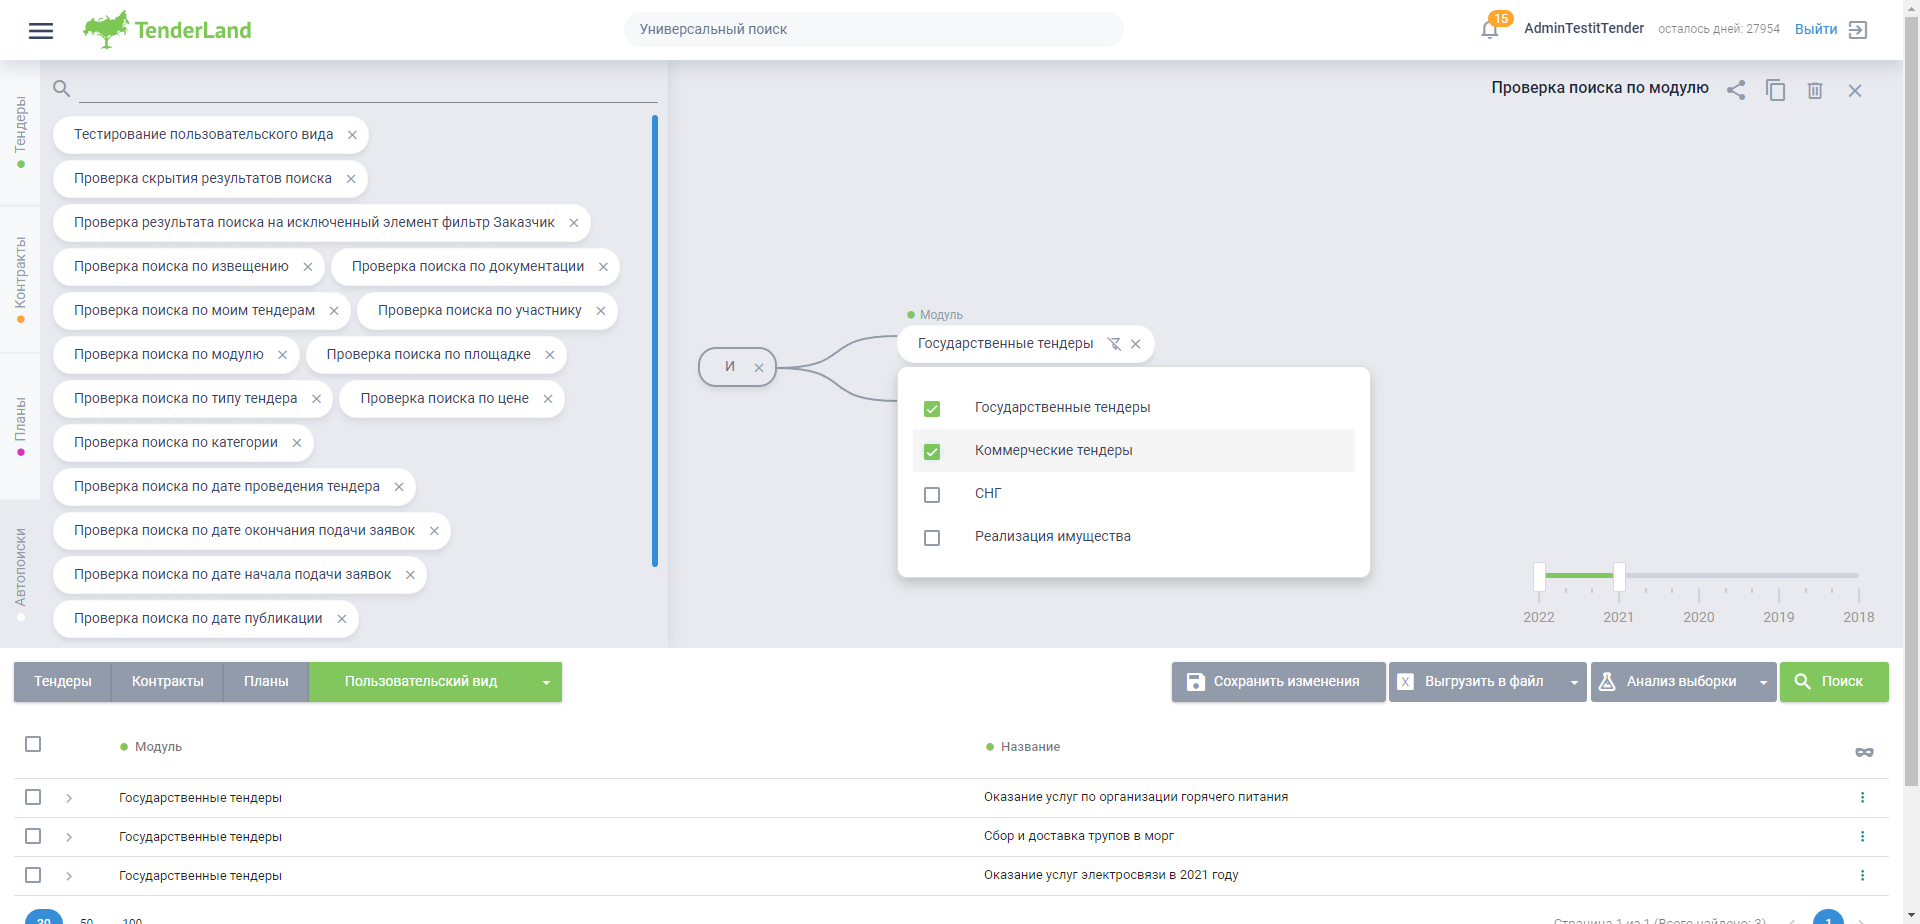 TenderLand
Универсальный поиск
15
AdminTestitTender
осталось дней: 27954
Выйти
Тендеры
Контракты
Планы
Автопоиски
Тестирование пользовательского вида
Проверка скрытия результатов поиска
Проверка результата поиска на исключенный элемент фильтр Заказчик
Проверка поиска по извещению
Проверка поиска по документации
Проверка поиска по моим тендерам
Проверка поиска по участнику
Проверка поиска по модулю
Проверка поиска по площадке
Проверка поиска по типу тендера
Проверка поиска по цене
Проверка поиска по категории
Проверка поиска по дате проведения тендера
Проверка поиска по дате окончания подачи заявок
Проверка поиска по дате начала подачи заявок
Проверка поиска по дате публикации
Проверка поиска по модулю
И
Модуль
Государственные тендеры
Государственные тендеры
Коммерческие тендеры
СНГ
Реализация имущества
2022 2021 2020 2019 2018
Тендеры
Контракты
Планы
Пользовательский вид
Сохранить изменения
X Выгрузить в файл
Анализ выборки
Поиск
Модуль Название
Государственные тендеры Оказание услуг по организации горячего питания
Государственные тендеры Сбор и доставка трупов в морг
Государственные тендеры Оказание услуг электросвязи в 2021 году
20 50 100
Страница 1 из 1 (Всего найдено: 3) 1